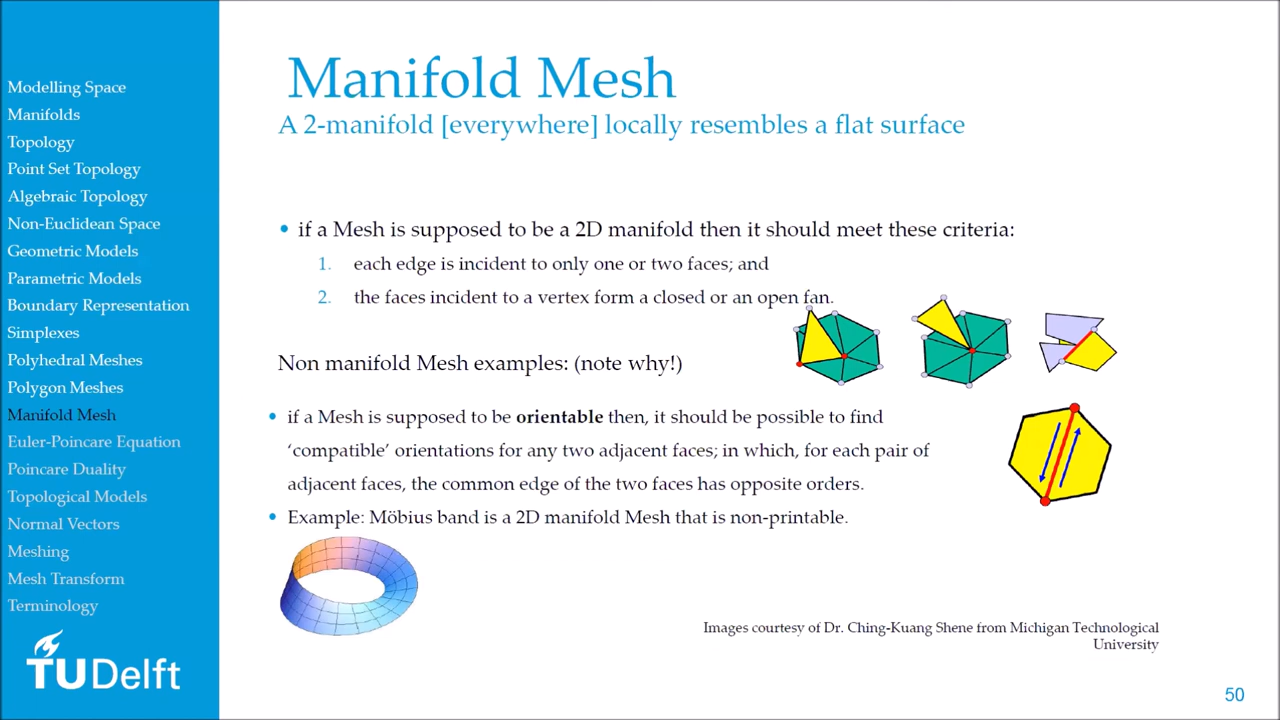 Modelling Space
Manifolds
Topology
Point Set Topology
Algebraic Topology
Non-Euclidean Space
Geometric Models
Parametric Models
Boundary Representation
Simplexes
Polyhedral Meshes
Polygon Meshes
Manifold Mesh
Euler-Poincare Equation
Poincare Duality
Topological Models
Normal Vectors
Meshing
Mesh Transform
Terminology
TUDelft
Manifold Mesh
A 2-manifold [everywhere] locally resembles a flat surface
• if a Mesh is supposed to be a 2D manifold then it should meet these criteria:
1. each edge is incident to only one or two faces; and
2. the faces incident to a vertex form a closed or an open fan.
Non manifold Mesh examples: (note why!)
• if a Mesh is supposed to be orientable then, it should be possible to find
‘compatible’ orientations for any two adjacent faces; in which, for each pair of
adjacent faces, the common edge of the two faces has opposite orders.
• Example: Möbius band is a 2D manifold Mesh that is non-printable.
Images courtesy of Dr. Ching-Kuang Shene from Michigan Technological
University
50